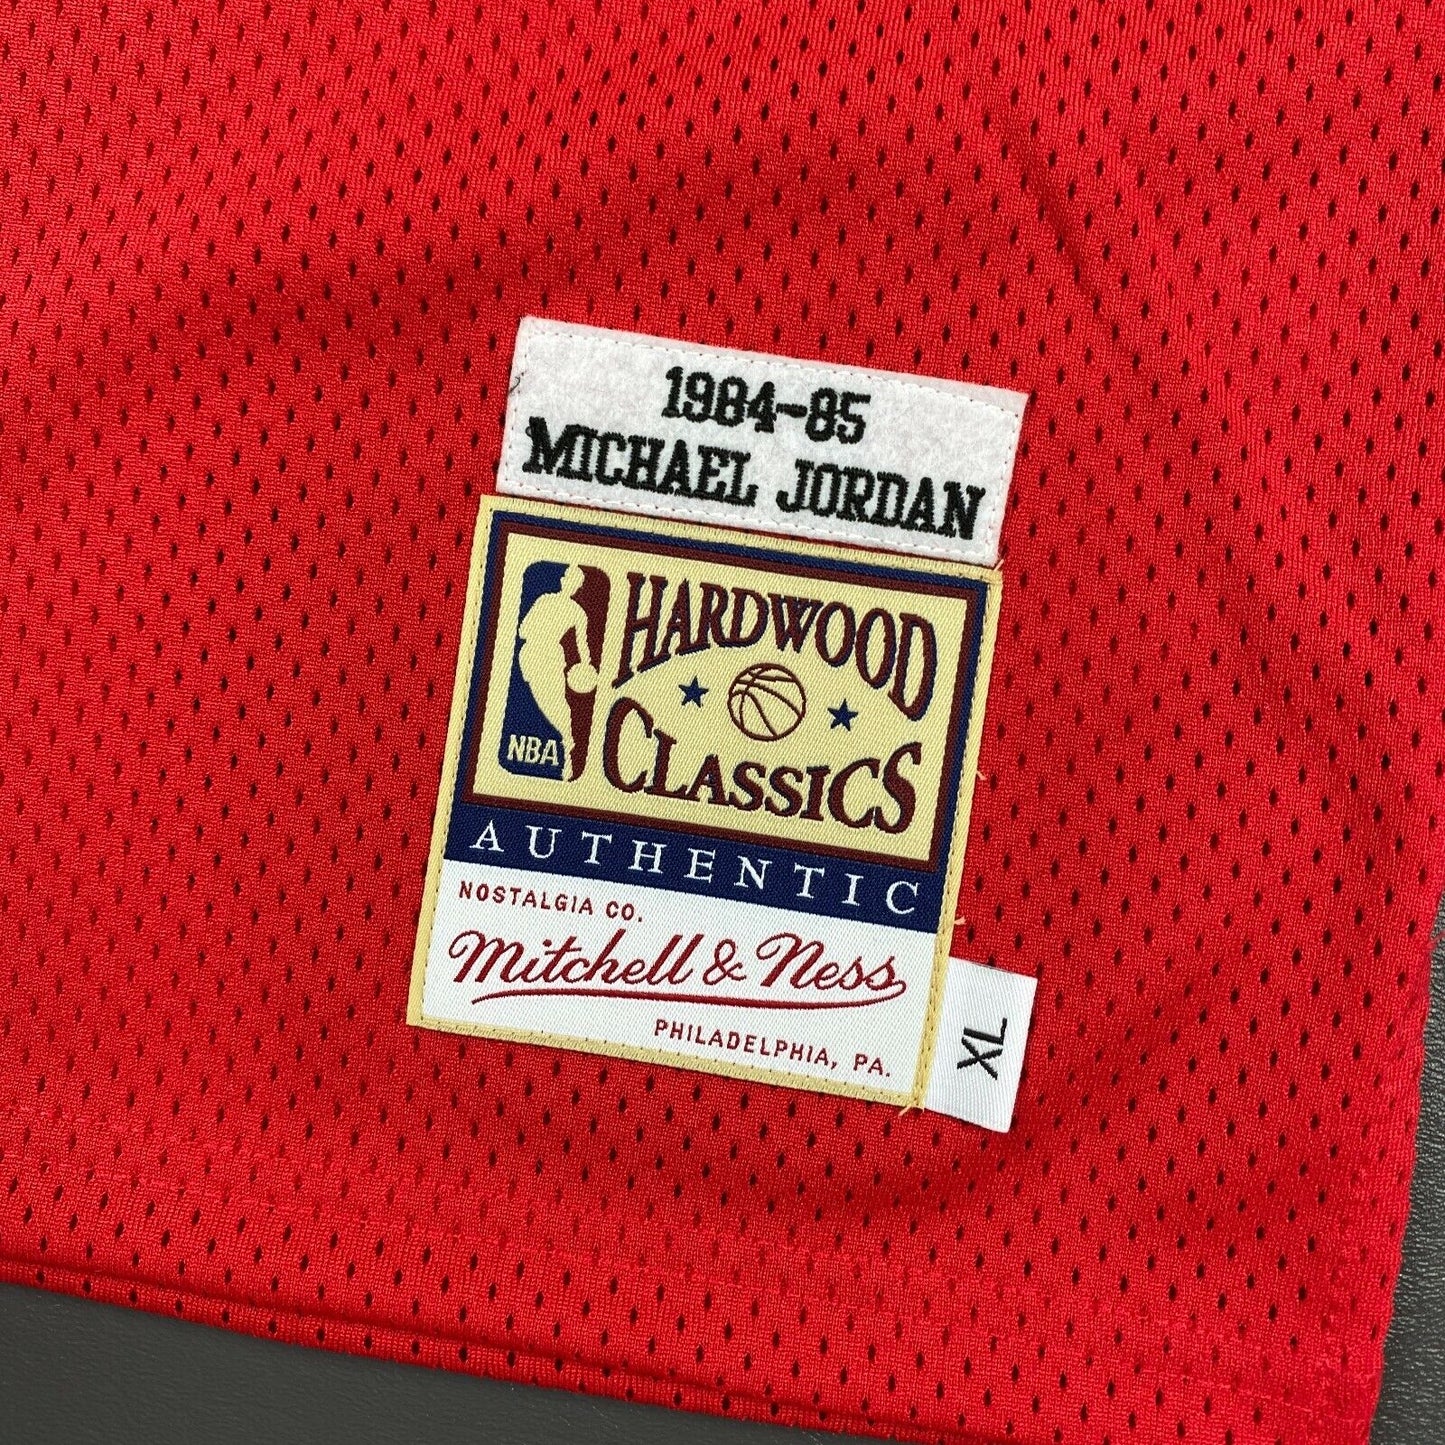 1984-85
MICHAEL JORDAN
HARDWOOD
CLASSICS
NBA
AUTHENTIC
NOSTALGIA CO.
Mitchell & Ness
PHILADELPHIA, PA.
XL